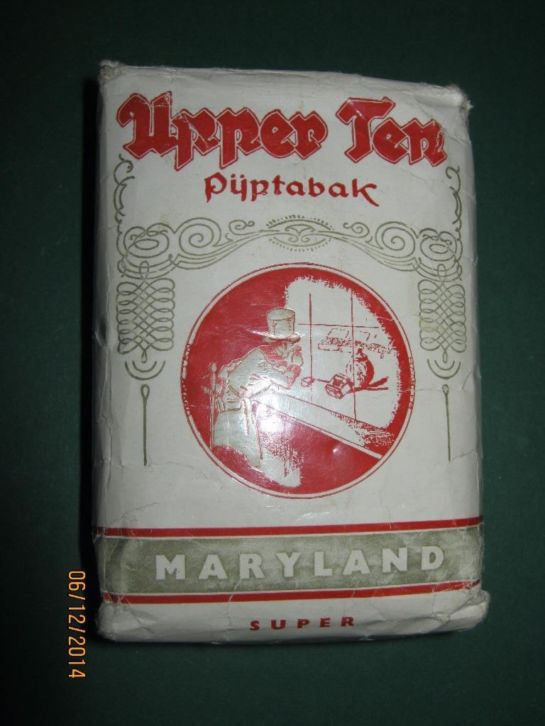 Upper Ten
Pijptabak
MARYLAND
SUPER
06/12/2014